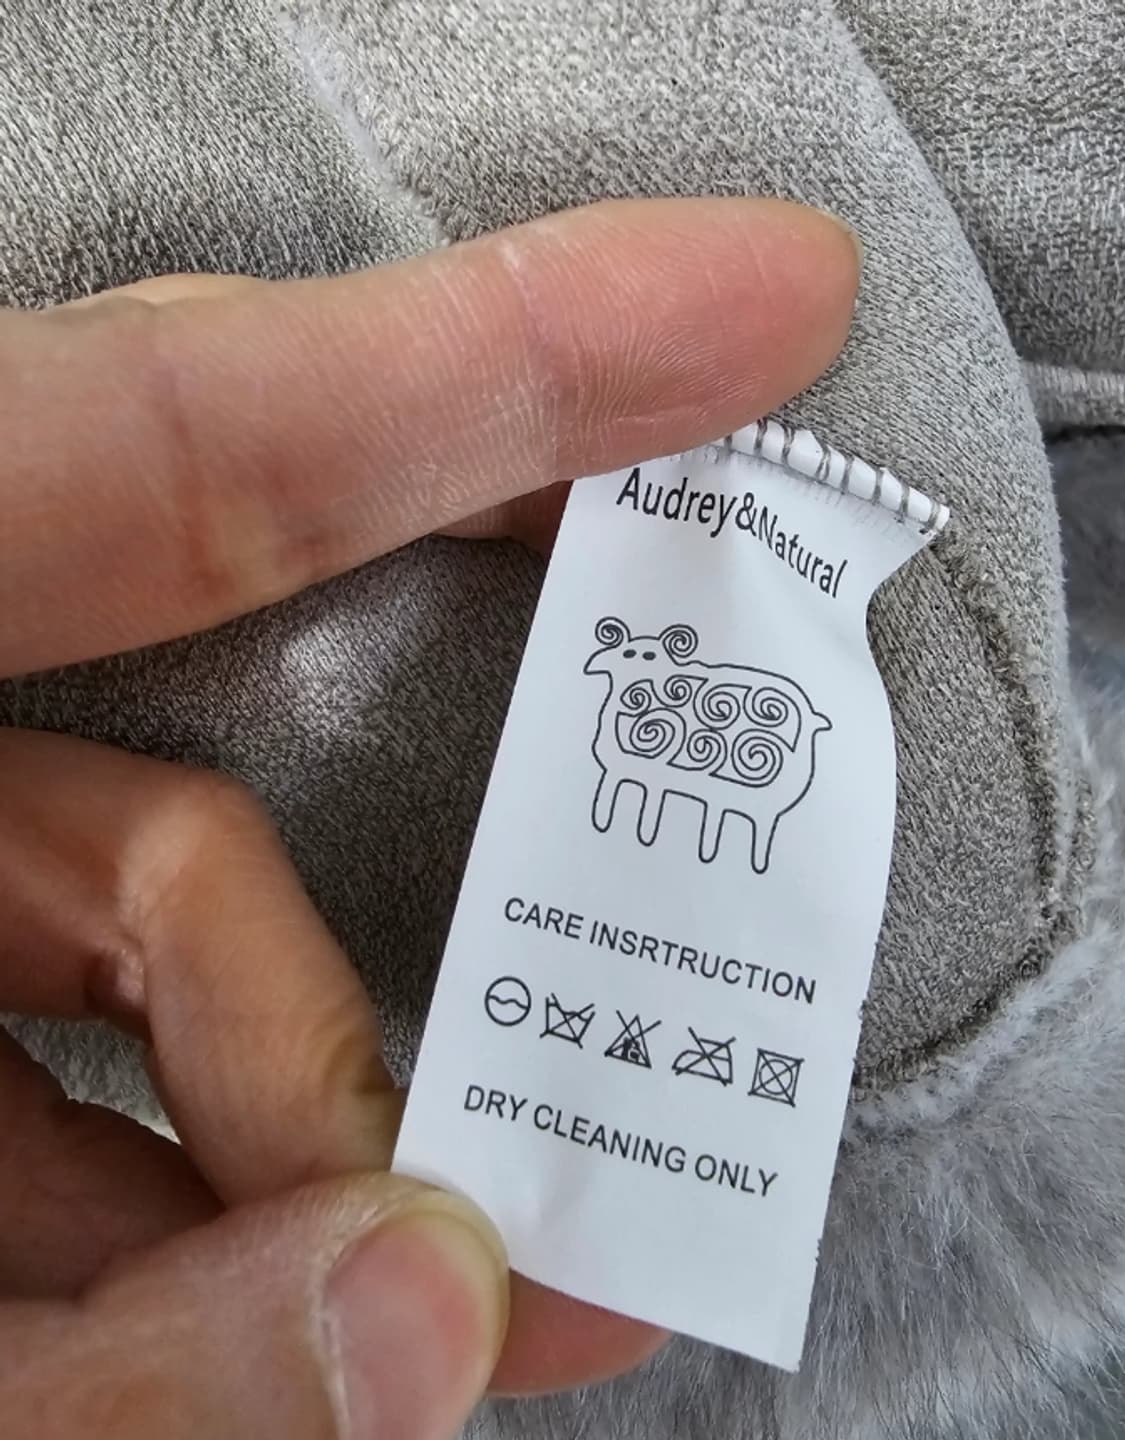 Audrey&Natural
CARE INSRTRUCTION
DRY CLEANING ONLY